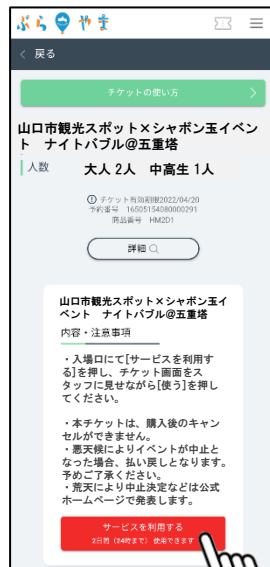 ぶらやま
< 戻る
チケットの使い方 >
山口市観光スポット×シャボン玉イベン
ト ナイトバブル@五重塔
人数 大人 2人 中高生 1人
チケット有効期限2022/04/20
予約番号 16505154080000291
商品番号 HM2D1
詳細
山口市観光スポット×シャボン玉イ
ベント ナイトバブル@五重塔
内容・注意事項
・入場口にて[サービスを利用す
る]を押し、チケット画面をス
タッフに見せながら[使う]を押し
てください。
・本チケットは、購入後のキャン
セルができません。
・悪天候によりイベントが中止と
なった場合、払い戻しとなります。
予めご了承ください。
・荒天により中止決定などは公式
ホームページで発表します。
サービスを利用する
2日間 (24時まで) 使用できます